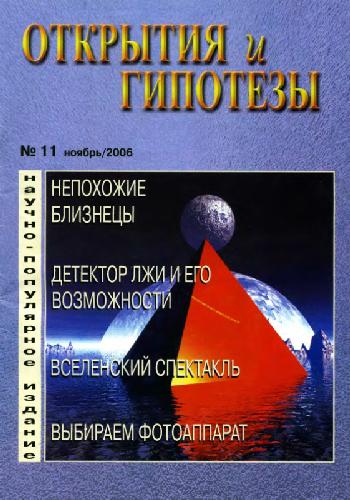 ОТКРЫТИЯ и
ГИПОТЕЗЫ
№ 11 ноябрь/2006
научно-популярное издание
НЕПОХОЖИЕ
БЛИЗНЕЦЫ
ДЕТЕКТОР ЛЖИ И ЕГО
ВОЗМОЖНОСТИ
ВСЕЛЕНСКИЙ СПЕКТАКЛЬ
ВЫБИРАЕМ ФОТОАППАРАТ